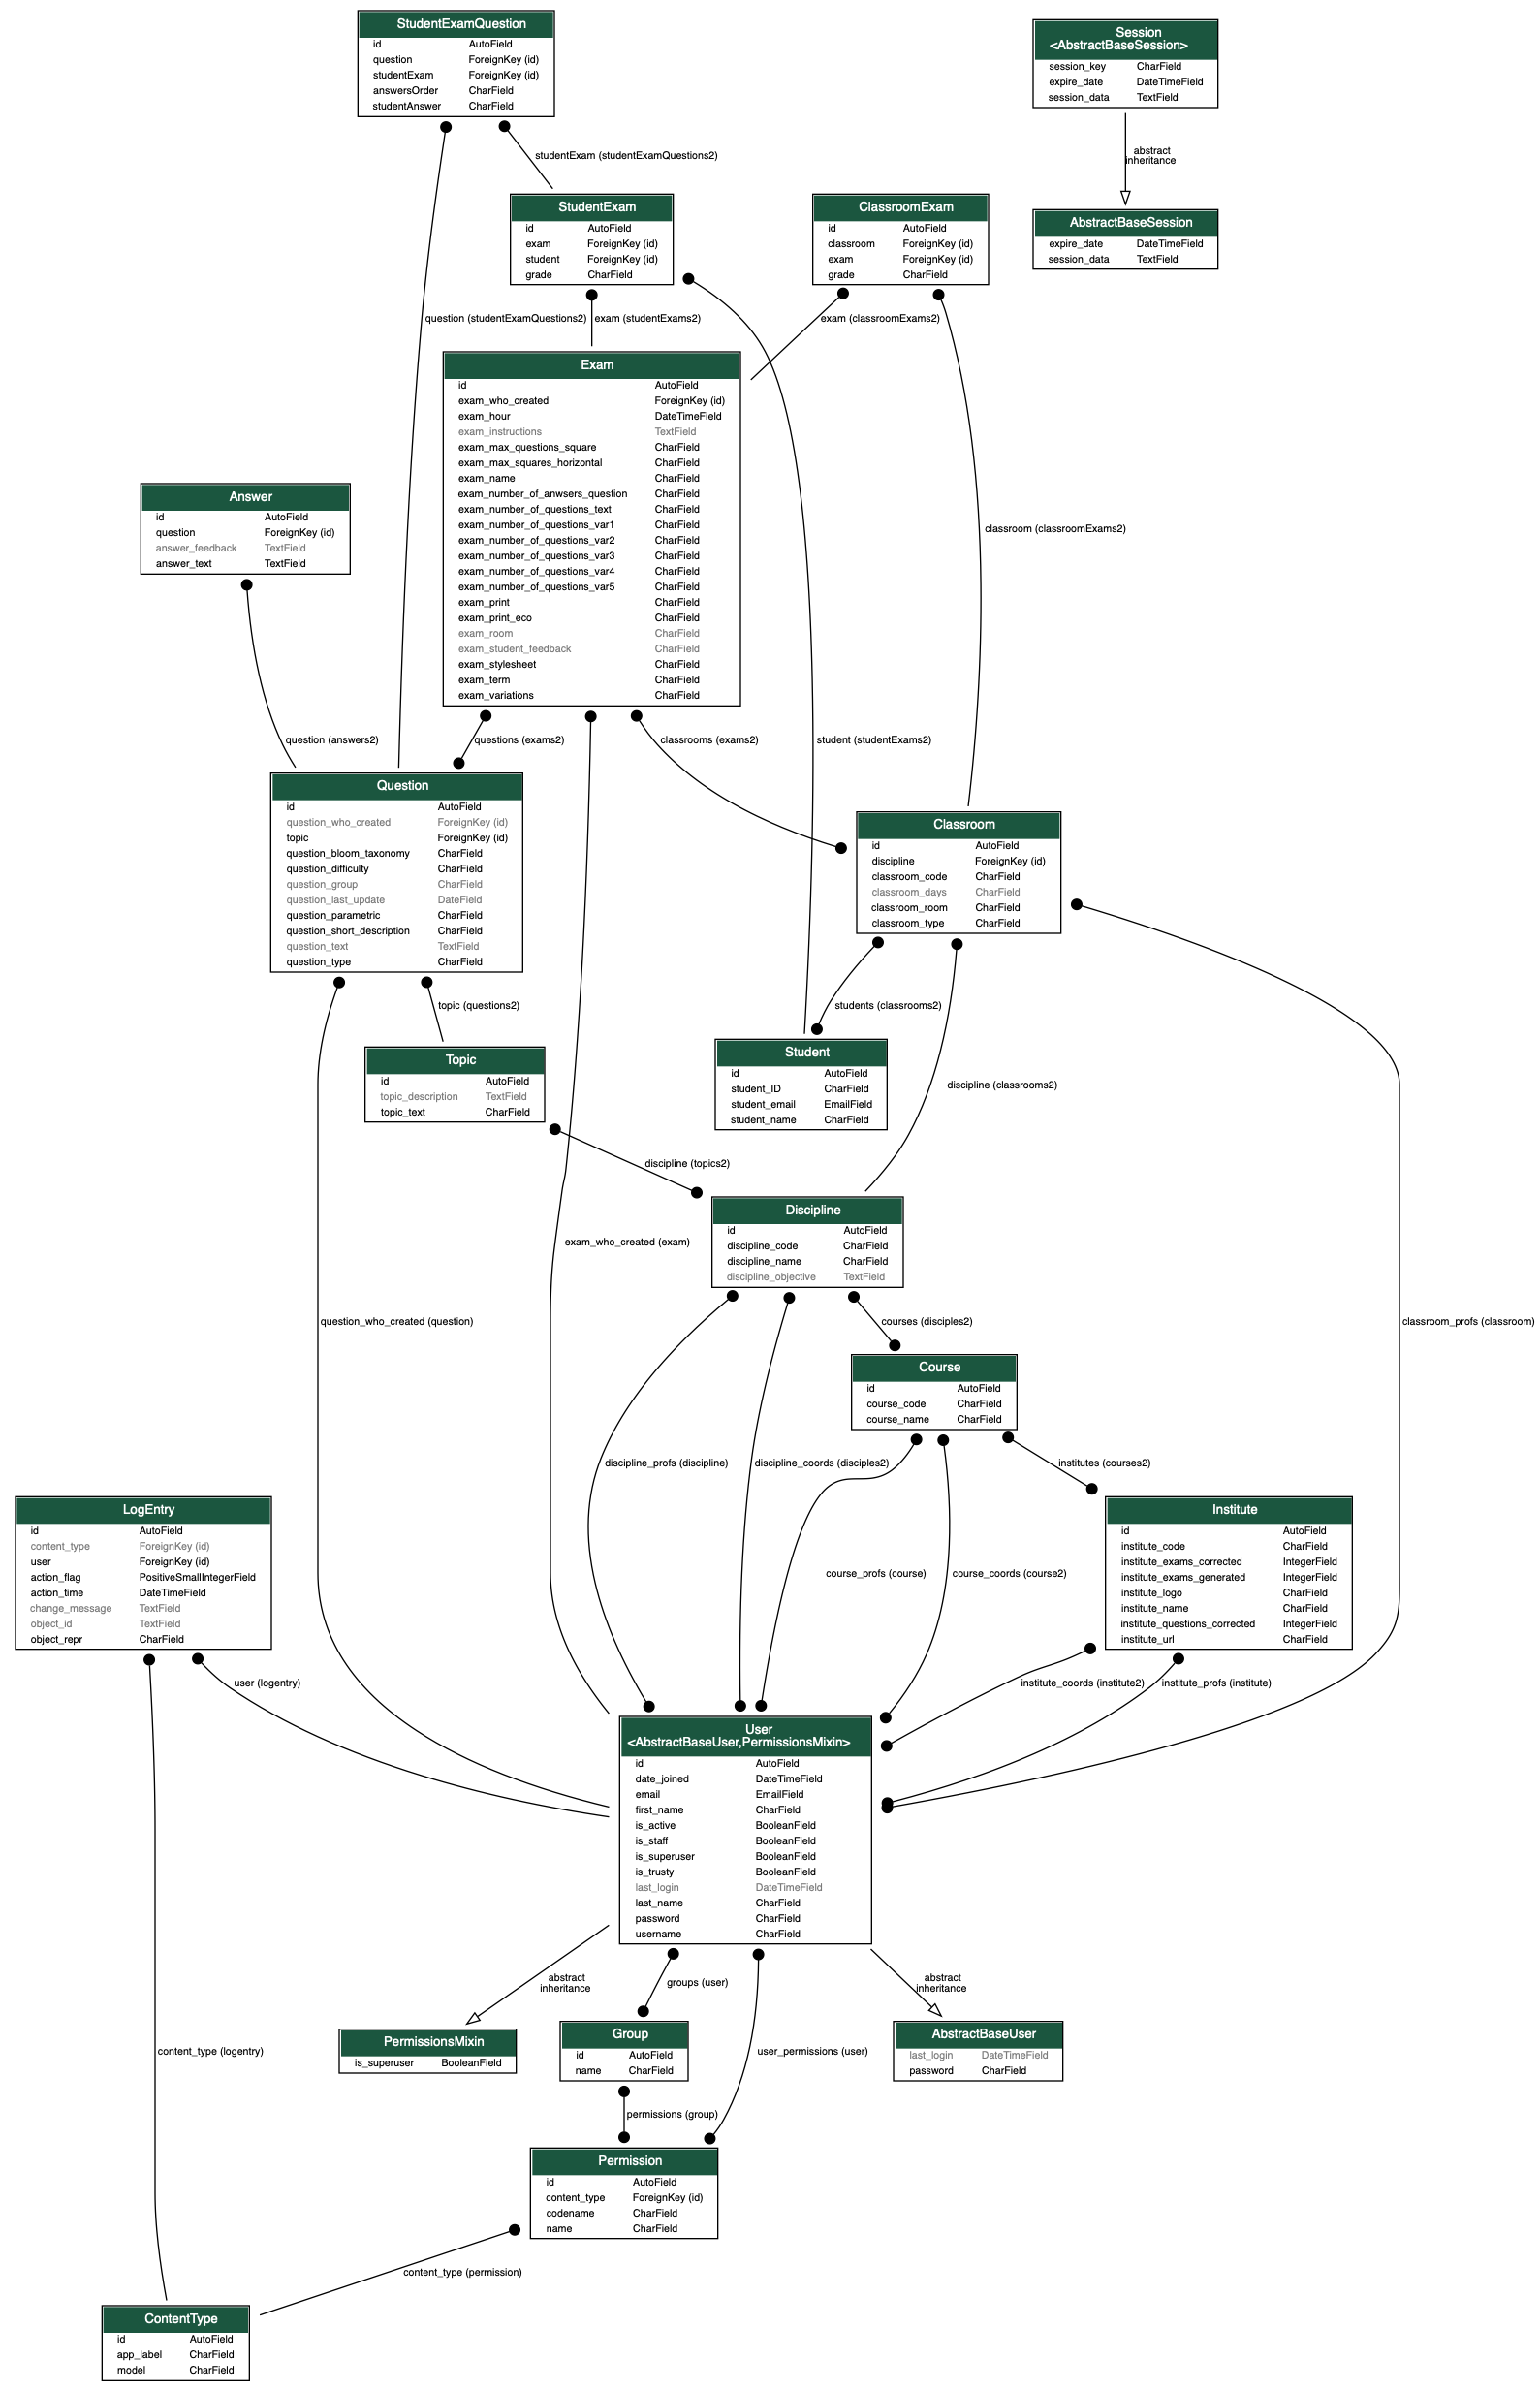 StudentExamQuestion
id AutoField
question ForeignKey (id)
studentExam ForeignKey (id)
answersOrder CharField
studentAnswer CharField
Session
<AbstractBaseSession>
session_key CharField
expire_date DateTimeField
session_data TextField
studentExam (studentExamQuestions2)
abstract
inheritance
StudentExam
id AutoField
exam ForeignKey (id)
student ForeignKey (id)
grade CharField
ClassroomExam
id AutoField
classroom ForeignKey (id)
exam ForeignKey (id)
grade CharField
AbstractBaseSession
expire_date DateTimeField
session_data TextField
question (studentExamQuestions2)
exam (studentExams2)
exam (classroomExams2)
Exam
id AutoField
exam_who_created ForeignKey (id)
exam_hour DateTimeField
exam_instructions TextField
exam_max_questions_square CharField
exam_max_squares_horizontal CharField
exam_name CharField
exam_number_of_anwsers_question CharField
exam_number_of_questions_text CharField
exam_number_of_questions_var1 CharField
exam_number_of_questions_var2 CharField
exam_number_of_questions_var3 CharField
exam_number_of_questions_var4 CharField
exam_number_of_questions_var5 CharField
exam_print CharField
exam_print_eco CharField
exam_room CharField
exam_student_feedback CharField
exam_stylesheet CharField
exam_term CharField
exam_variations CharField
Answer
id AutoField
question ForeignKey (id)
answer_feedback TextField
answer_text TextField
classroom (classroomExams2)
question (answers2)
questions (exams2)
classrooms (exams2)
student (studentExams2)
Question
id AutoField
question_who_created ForeignKey (id)
topic ForeignKey (id)
question_bloom_taxonomy CharField
question_difficulty CharField
question_group CharField
question_last_update DateField
question_parametric CharField
question_short_description CharField
question_text TextField
question_type CharField
Classroom
id AutoField
discipline ForeignKey (id)
classroom_code CharField
classroom_days CharField
classroom_room CharField
classroom_type CharField
topic (questions2)
students (classrooms2)
Topic
id AutoField
topic_description TextField
topic_text CharField
Student
id AutoField
student_ID CharField
student_email EmailField
student_name CharField
discipline (classrooms2)
discipline (topics2)
Discipline
id AutoField
discipline_code CharField
discipline_name CharField
discipline_objective TextField
exam_who_created (exam)
question_who_created (question)
courses (disciples2)
classroom_profs (classroom)
Course
id AutoField
course_code CharField
course_name CharField
discipline_profs (discipline)
discipline_coords (disciples2)
institutes (courses2)
LogEntry
id AutoField
content_type ForeignKey (id)
user ForeignKey (id)
action_flag PositiveSmallIntegerField
action_time DateTimeField
change_message TextField
object_id TextField
object_repr CharField
course_profs (course)
course_coords (course2)
Institute
id AutoField
institute_code CharField
institute_exams_corrected IntegerField
institute_exams_generated IntegerField
institute_logo CharField
institute_name CharField
institute_questions_corrected IntegerField
institute_url CharField
user (logentry)
institute_coords (institute2)
institute_profs (institute)
User
<AbstractBaseUser,PermissionsMixin>
id AutoField
date_joined DateTimeField
email EmailField
first_name CharField
is_active BooleanField
is_staff BooleanField
is_superuser BooleanField
is_trusty BooleanField
last_login DateTimeField
last_name CharField
password CharField
username CharField
abstract
inheritance
groups (user)
abstract
inheritance
PermissionsMixin
is_superuser BooleanField
Group
id AutoField
name CharField
AbstractBaseUser
last_login DateTimeField
password CharField
content_type (logentry)
user_permissions (user)
permissions (group)
Permission
id AutoField
content_type ForeignKey (id)
codename CharField
name CharField
content_type (permission)
ContentType
id AutoField
app_label CharField
model CharField